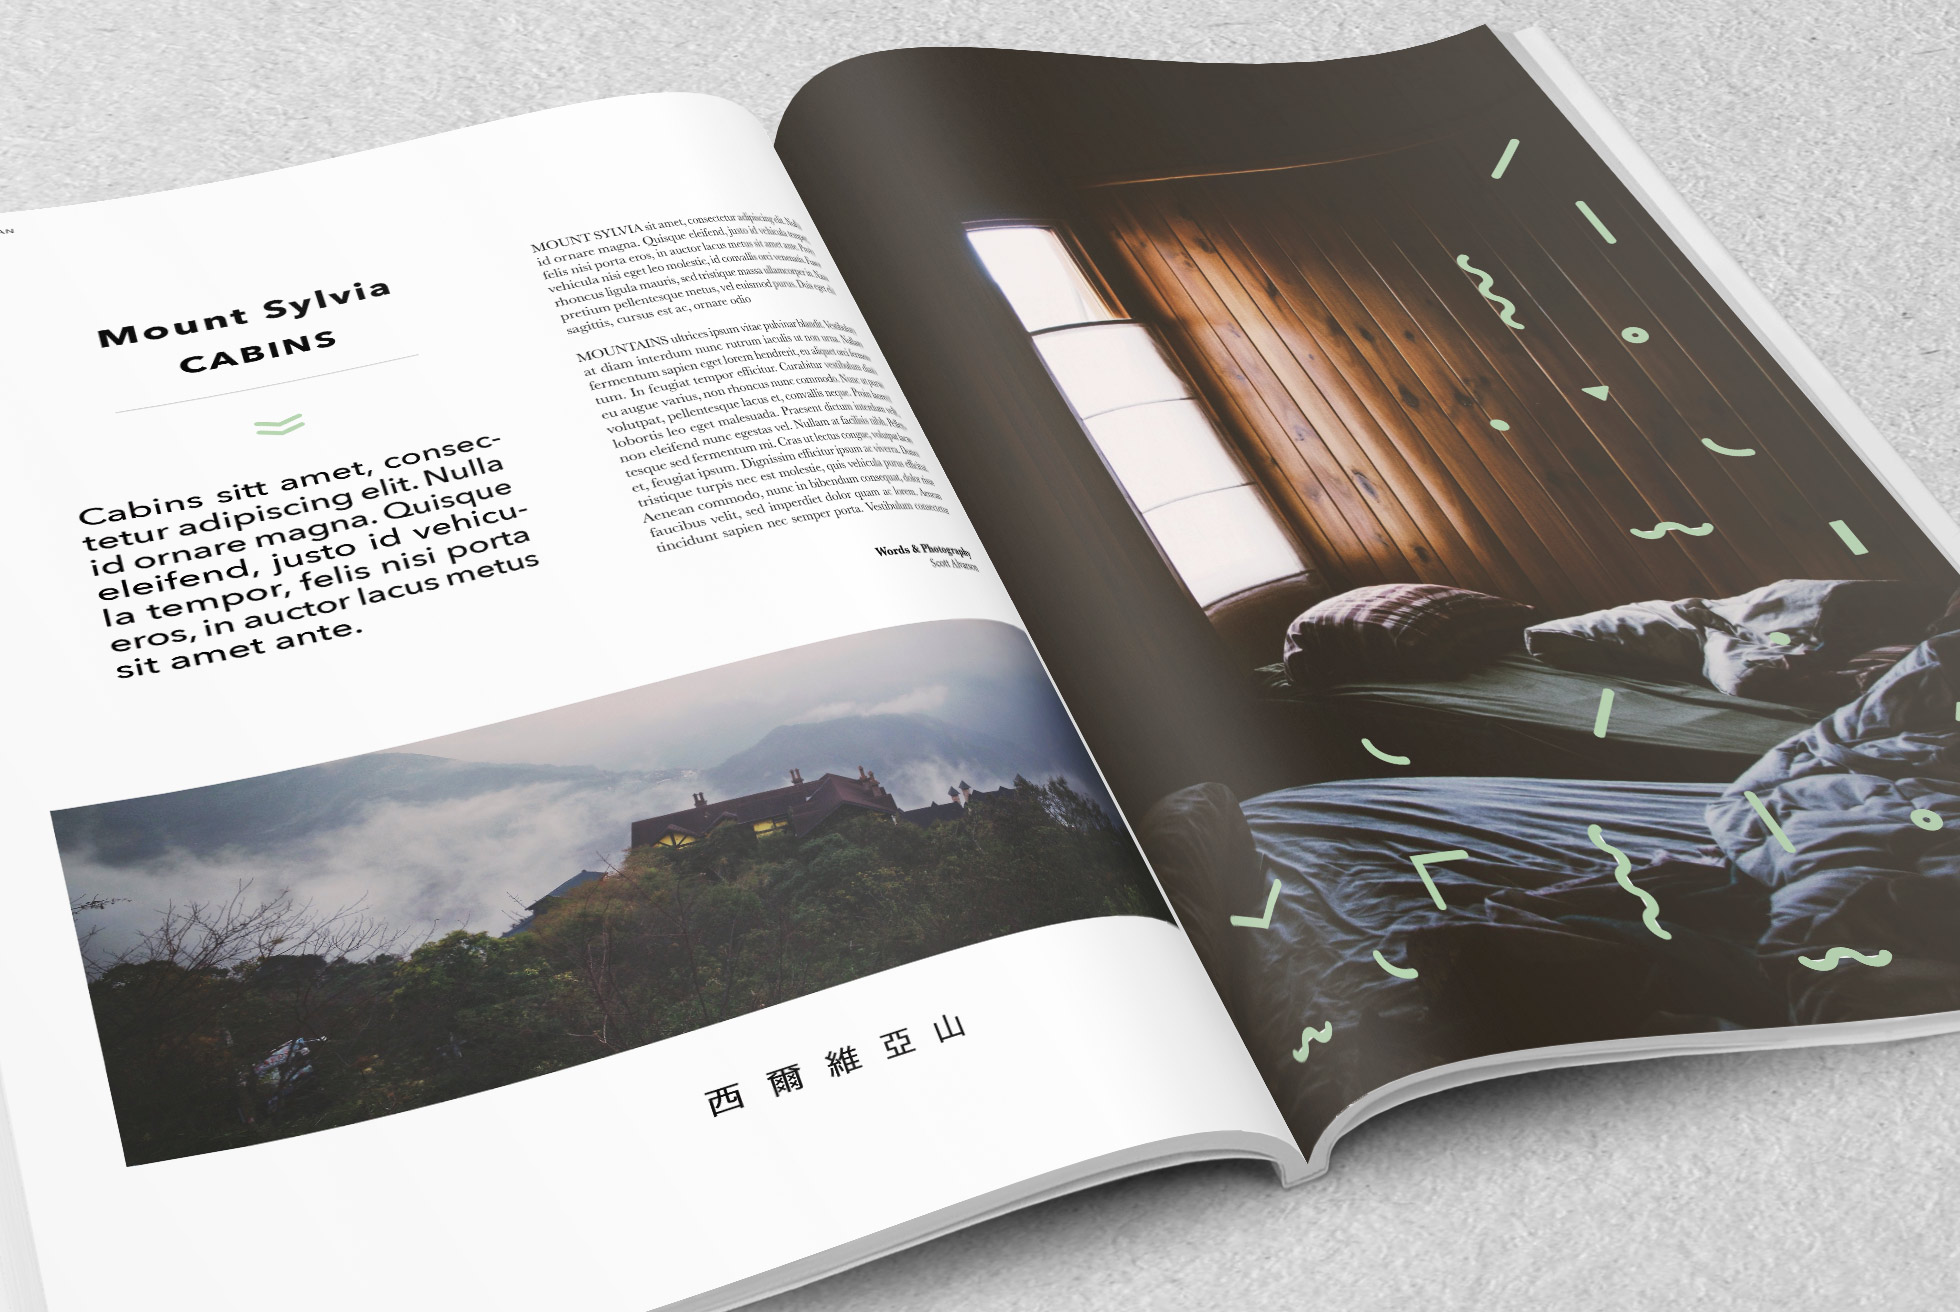 AN
Mount Sylvia
CABINS
Cabins sitt amet, consec-
tetur adipiscing elit. Nulla
id ornare magna. Quisque
eleifend, justo id vehicu-
la tempor, felis nisi porta
eros, in auctor lacus metus
sit amet ante.
MOUNT SYLVIA sit amet, consectetur adipiscing elit. Nulla
id ornare magna. Quisque eleifend, justo id vehicula tempor,
felis nisi porta eros, in auctor lacus metus sit amet ante. Proin
vehicula nisi eget leo molestie, id convallis orci venenatis. Fusce
rhoncus ligula mauris, sed tristique massa ullamcorper in. Nunc
pretium pellentesque metus, vel euismod purus. Duis eget elit
sagittis, cursus est ac, ornare odio
MOUNTAINS ultrices ipsum vitae pulvinar blandit. Vestibulum
at diam interdum nunc rutrum iaculis ut non urna. Nullam
fermentum sapien eget lorem hendrerit, eu aliquet orci fermen-
tum. In feugiat tempor efficitur. Curabitur vestibulum diam
eu augue varius, non rhoncus nunc commodo. Nunc ut purus
volutpat, pellentesque lacus et, convallis neque. Proin laoreet
lobortis leo eget malesuada. Praesent dictum interdum velit,
non eleifend nunc egestas vel. Nullam at facilisis nibh. Pellen-
tesque sed fermentum mi. Cras ut lectus congue, volutpat lacus
et, feugiat ipsum. Dignissim efficitur ipsum ac viverra. Donec
tristique turpis nec est molestie, quis vehicula purus efficitur.
Aenean commodo, nunc in bibendum consequat, dolor risus
faucibus velit, sed imperdiet dolor quam ac lorem. Aenean
tincidunt sapien nec semper porta. Vestibulum consectetur
Words & Photography
Scott Alvarson
西爾維亞山